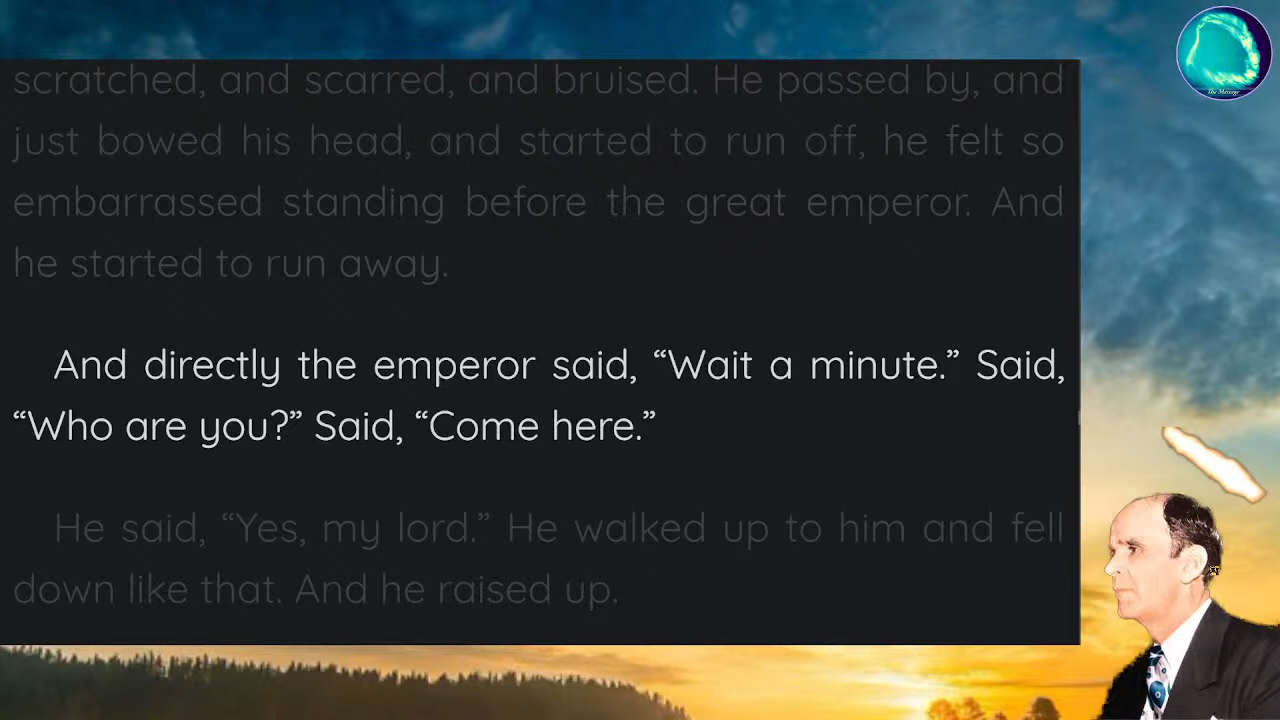 scratched, and scarred, and bruised. He passed by, and
just bowed his head, and started to run off, he felt so
embarrassed standing before the great emperor. And
he started to run away.
And directly the emperor said, “Wait a minute.” Said,
“Who are you?” Said, “Come here.”
He said, “Yes, my lord.” He walked up to him and fell
down like that. And he raised up.
The Message